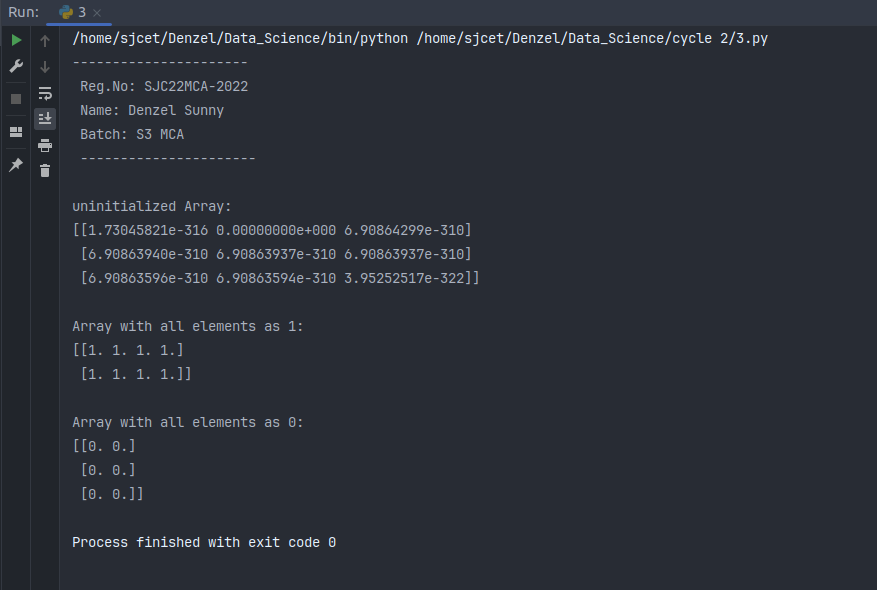 Run: 3 ×
/home/sjcet/Denzel/Data_Science/bin/python /home/sjcet/Denzel/Data_Science/cycle 2/3.py
----------------------
Reg.No: SJC22MCA-2022
Name: Denzel Sunny
Batch: S3 MCA
----------------------
uninitialized Array:
[[1.73045821e-316 0.00000000e+000 6.90864299e-310]
[6.90863940e-310 6.90863937e-310 6.90863937e-310]
[6.90863596e-310 6.90863594e-310 3.95252517e-322]]
Array with all elements as 1:
[[1. 1. 1. 1.]
[1. 1. 1. 1.]]
Array with all elements as 0:
[[0. 0.]
[0. 0.]
[0. 0.]]
Process finished with exit code 0